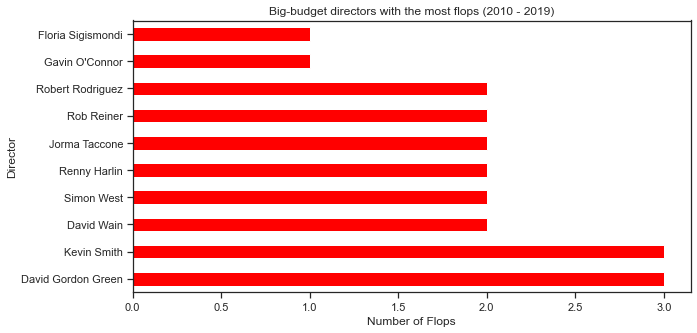 Big-budget directors with the most flops (2010 - 2019)
Director
Floria Sigismondi
Gavin O'Connor
Robert Rodriguez
Rob Reiner
Jorma Taccone
Renny Harlin
Simon West
David Wain
Kevin Smith
David Gordon Green
0.0 0.5 1.0 1.5 2.0 2.5 3.0
Number of Flops